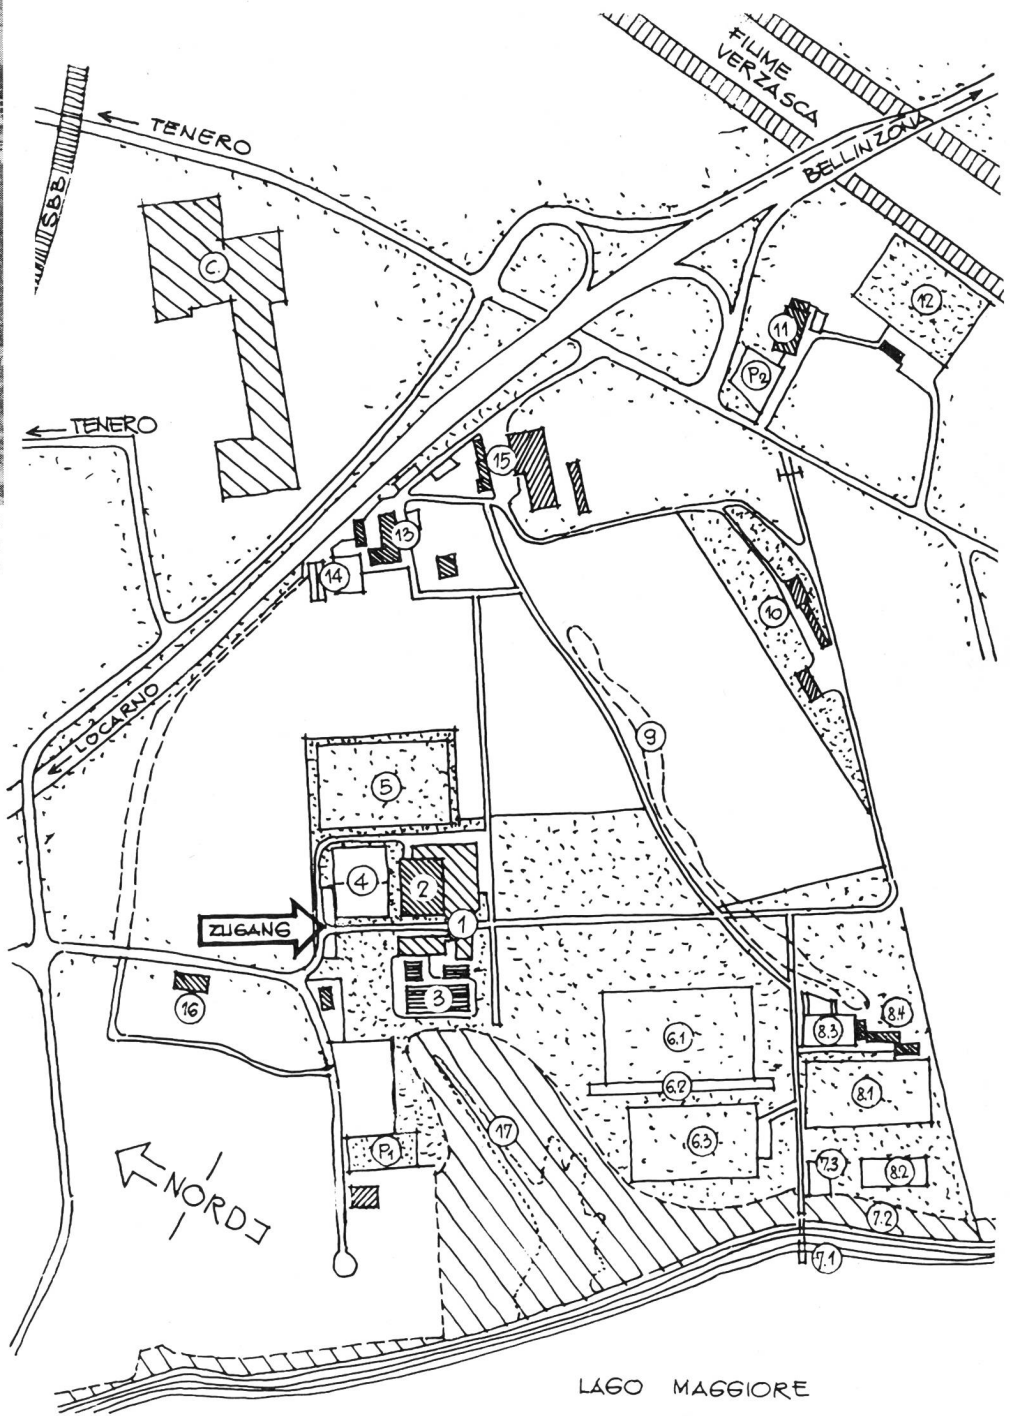 FIUME
VERZASCA
TENERO
BELLINZONA
SBB
C.
12
11
P2
TENERO
15
13
14
10
LOCARNO
9
5
4
2
ZUGANG
1
3
16
6.1
8.3
8.4
6.2
8.1
17
6.3
P1
7.3
8.2
NORD
7.2
7.1
LAGO MAGGIORE